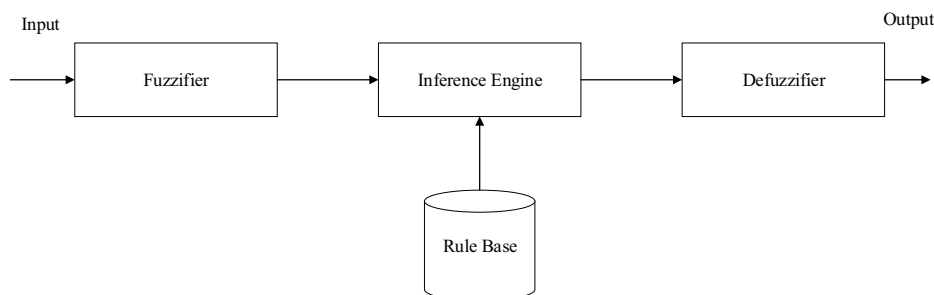 Input
Output
Fuzzifier
Inference Engine
Defuzzifier
Rule Base